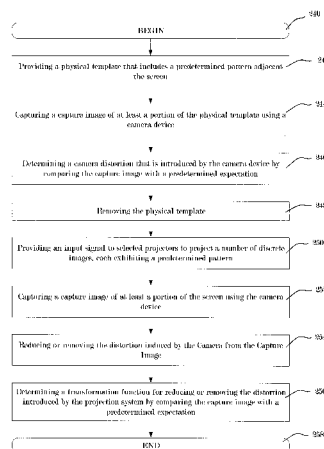 BEGIN
240
Providing a physical template that includes a predetermined pattern adjacent
the screen
Capturing a capture image of at least a portion of the physical template using a
camera device
Determining a camera distortion that is introduced by the camera device by
comparing the capture image with a predetermined expectation
Removing the physical template
Providing an input signal to selected projectors to project a number of discrete
images, each exhibiting a predetermined pattern
250
Capturing a capture image of at least a portion of the screen using the camera
device
Reducing or removing the distortion induced by the Camera from the Capture
Image
Determining a transformation function for reducing or removing the distortion
introduced by the projection system by comparing the capture image with a
predetermined expectation
END
258